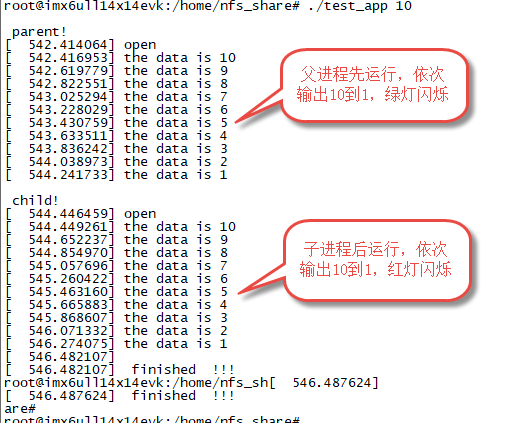 root@imx6ull14x14evk:/home/nfs_share# ./test_app 10
parent!
[  542.414064] open
[  542.416953] the data is 10
[  542.619779] the data is 9
[  542.822551] the data is 8
[  543.025294] the data is 7
[  543.228029] the data is 6
[  543.430759] the data is 5
[  543.633511] the data is 4
[  543.836242] the data is 3
[  544.038973] the data is 2
[  544.241733] the data is 1
父进程先运行，依次
输出10到1，绿灯闪烁
child!
[  544.446459] open
[  544.449261] the data is 10
[  544.652237] the data is 9
[  544.854970] the data is 8
[  545.057696] the data is 7
[  545.260422] the data is 6
[  545.463160] the data is 5
[  545.665883] the data is 4
[  545.868607] the data is 3
[  546.071332] the data is 2
[  546.274075] the data is 1
[  546.482107]
[  546.482107]  finished  !!!
子进程后运行，依次
输出10到1，红灯闪烁
root@imx6ull14x14evk:/home/nfs_sh[  546.487624]
[  546.487624]  finished  !!!
are#
root@imx6ull14x14evk:/home/nfs_share#